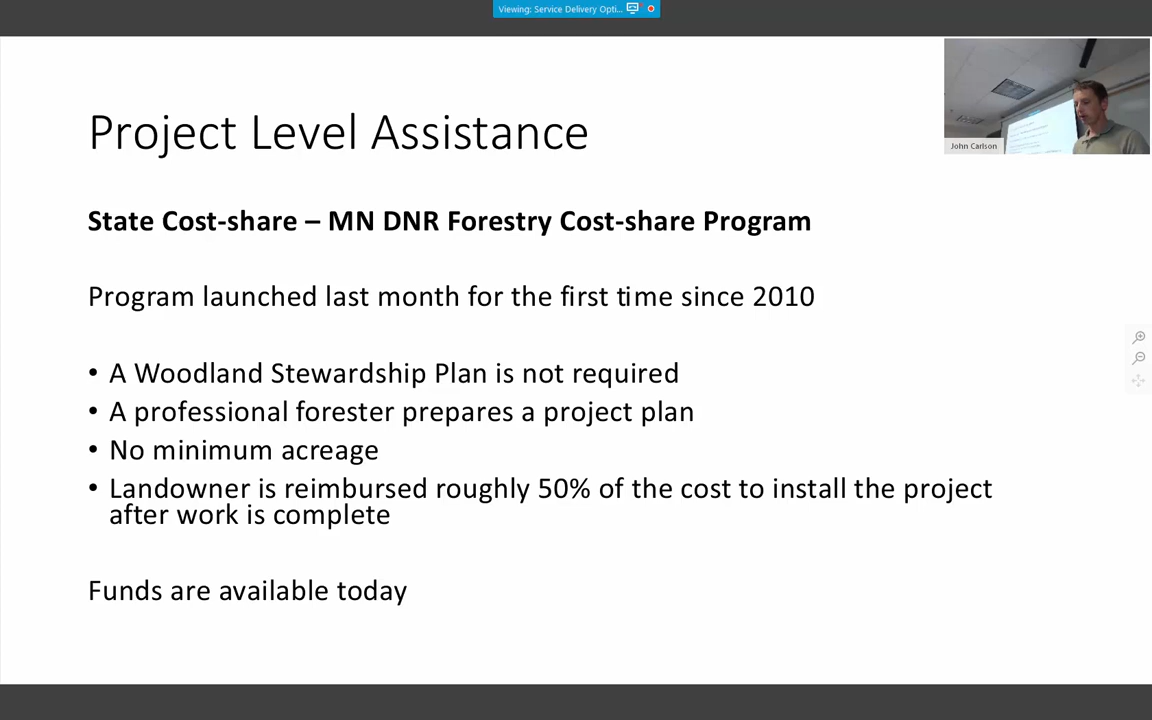 Viewing: Service Delivery Opti...
John Carlson
Project Level Assistance
State Cost-share – MN DNR Forestry Cost-share Program
Program launched last month for the first time since 2010
• A Woodland Stewardship Plan is not required
• A professional forester prepares a project plan
• No minimum acreage
• Landowner is reimbursed roughly 50% of the cost to install the project
after work is complete
Funds are available today